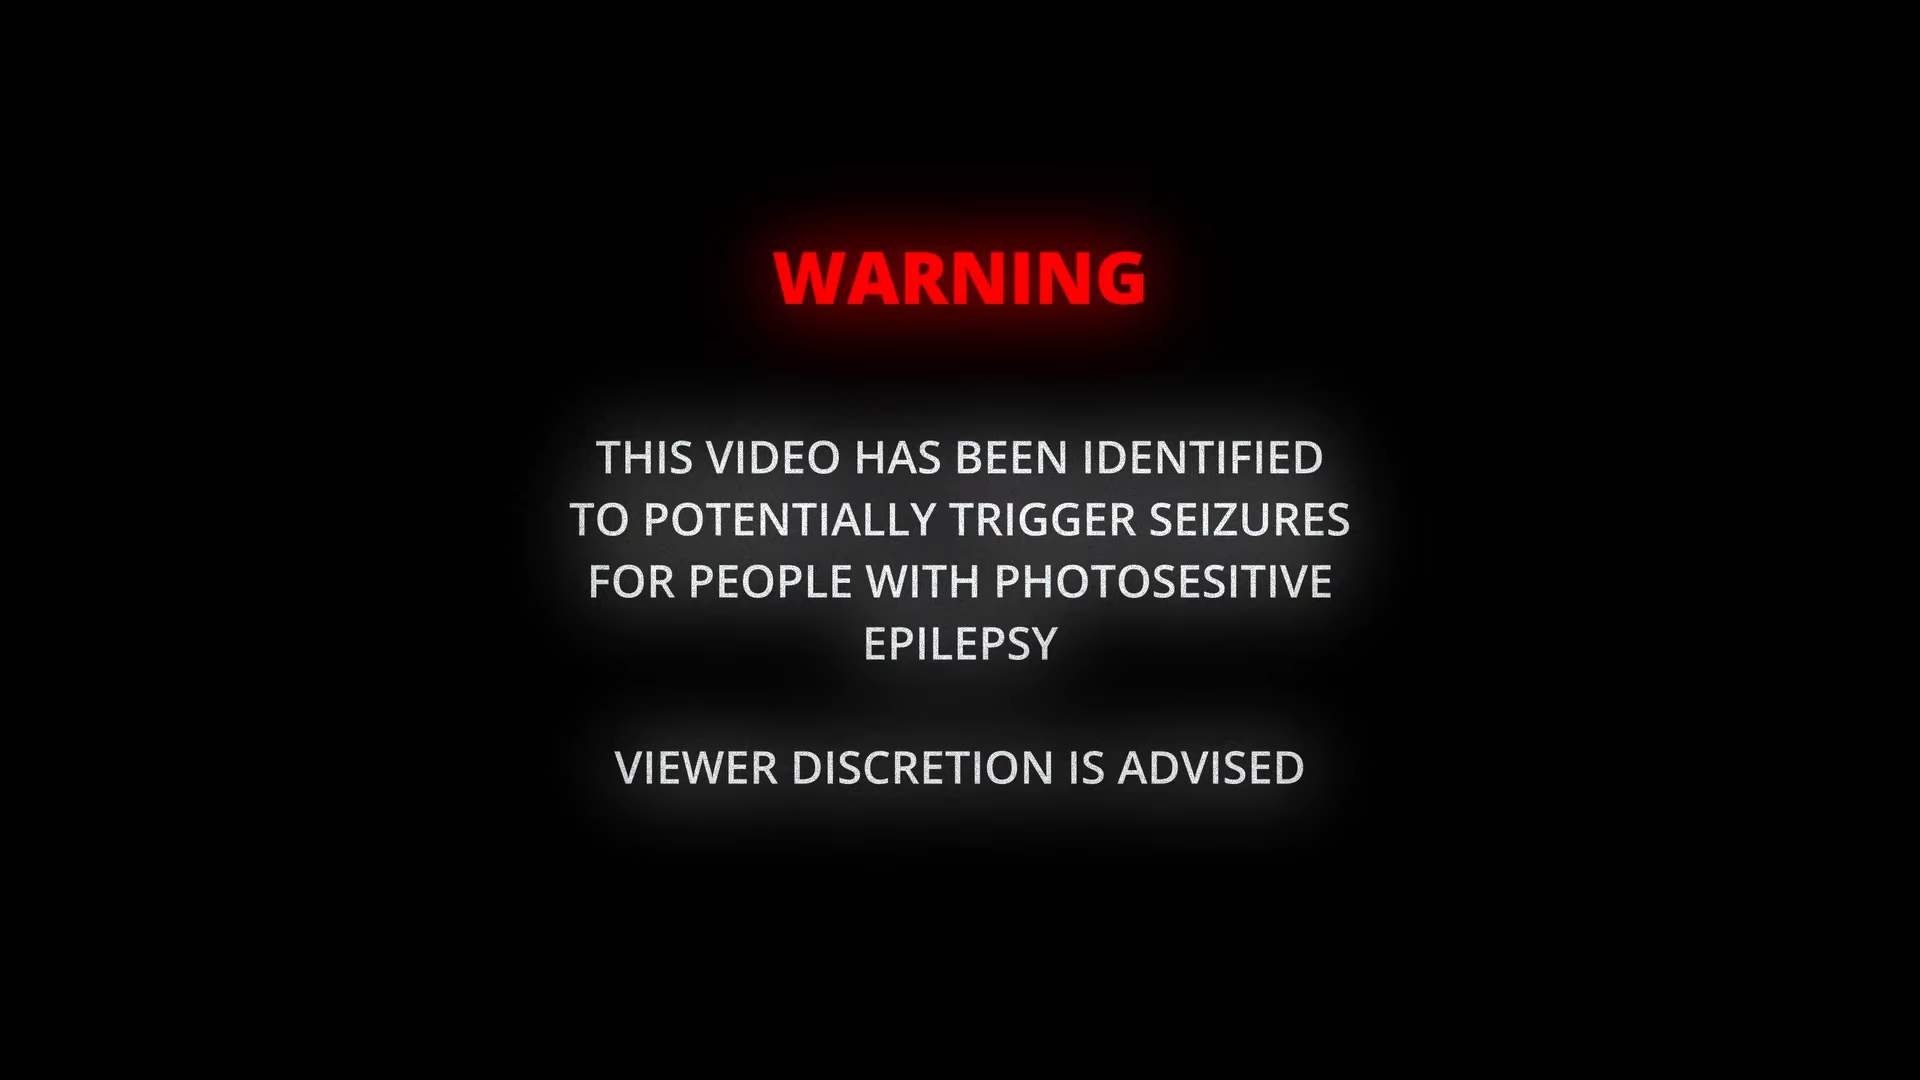 WARNING
THIS VIDEO HAS BEEN IDENTIFIED
TO POTENTIALLY TRIGGER SEIZURES
FOR PEOPLE WITH PHOTOSESITIVE
EPILEPSY
VIEWER DISCRETION IS ADVISED